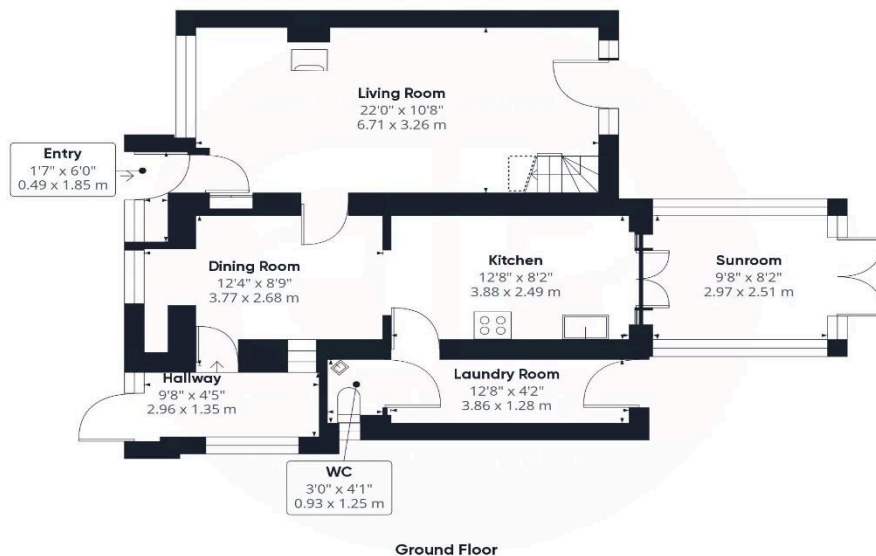 Living Room
22'0" x 10'8"
6.71 x 3.26 m
Entry
1'7" x 6'0"
0.49 x 1.85 m
Dining Room
12'4" x 8'9"
3.77 x 2.68 m
Kitchen
12'8" x 8'2"
3.88 x 2.49 m
Sunroom
9'8" x 8'2"
2.97 x 2.51 m
Hallway
9'8" x 4'5"
2.96 x 1.35 m
Laundry Room
12'8" x 4'2"
3.86 x 1.28 m
WC
3'0" x 4'1"
0.93 x 1.25 m
Ground Floor